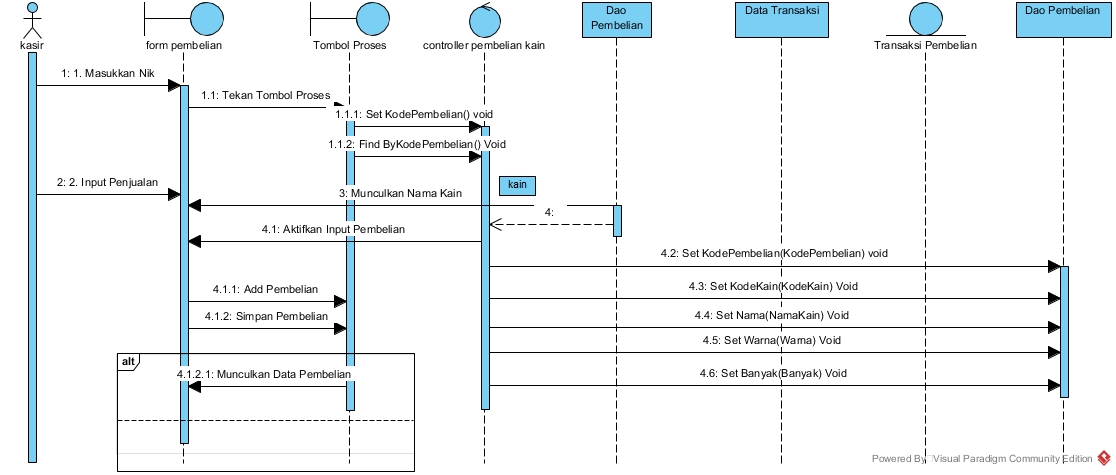 kasir
form pembelian
Tombol Proses
controller pembelian kain
Dao
Pembelian
Data Transaksi
Transaksi Pembelian
Dao Pembelian
1: 1. Masukkan Nik
1.1: Tekan Tombol Proses
1.1.1: Set KodePembelian() void
1.1.2: Find ByKodePembelian() Void
2: 2. Input Penjualan
kain
3: Munculkan Nama Kain
4:
4.1: Aktifkan Input Pembelian
4.2: Set KodePembelian(KodePembelian) void
4.1.1: Add Pembelian
4.3: Set KodeKain(KodeKain) Void
4.1.2: Simpan Pembelian
4.4: Set Nama(NamaKain) Void
4.5: Set Warna(Warna) Void
alt
4.1.2.1: Munculkan Data Pembelian
4.6: Set Banyak(Banyak) Void
Powered By Visual Paradigm Community Edition